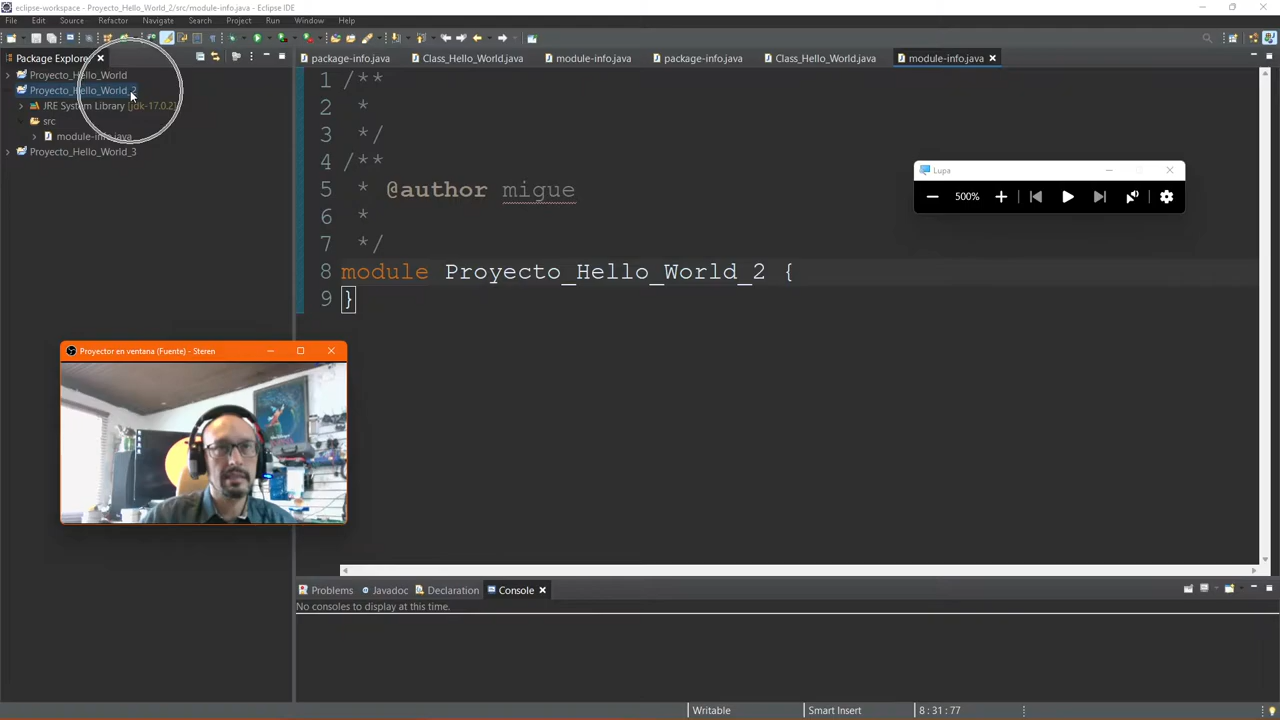 eclipse-workspace - Proyecto_Hello_World_2/src/module-info.java - Eclipse IDE
File Edit Source Refactor Navigate Search Project Run Window Help
Package Explorer
package-info.java Class_Hello_World.java module-info.java package-info.java Class_Hello_World.java module-info.java
Proyecto_Hello_World
Proyecto_Hello_World_2
JRE System Library [jdk-17.0.2]
src
module-info.java
Proyecto_Hello_World_3
1 /**
2 *
3 */
4 /**
5 * @author migue
6 *
7 */
8 module Proyecto_Hello_World_2 {
9 }
Lupa
500%
Proyector en ventana (Fuente) - Steren
Problems Javadoc Declaration Console
No consoles to display at this time.
Writable Smart Insert 8 : 31 : 77